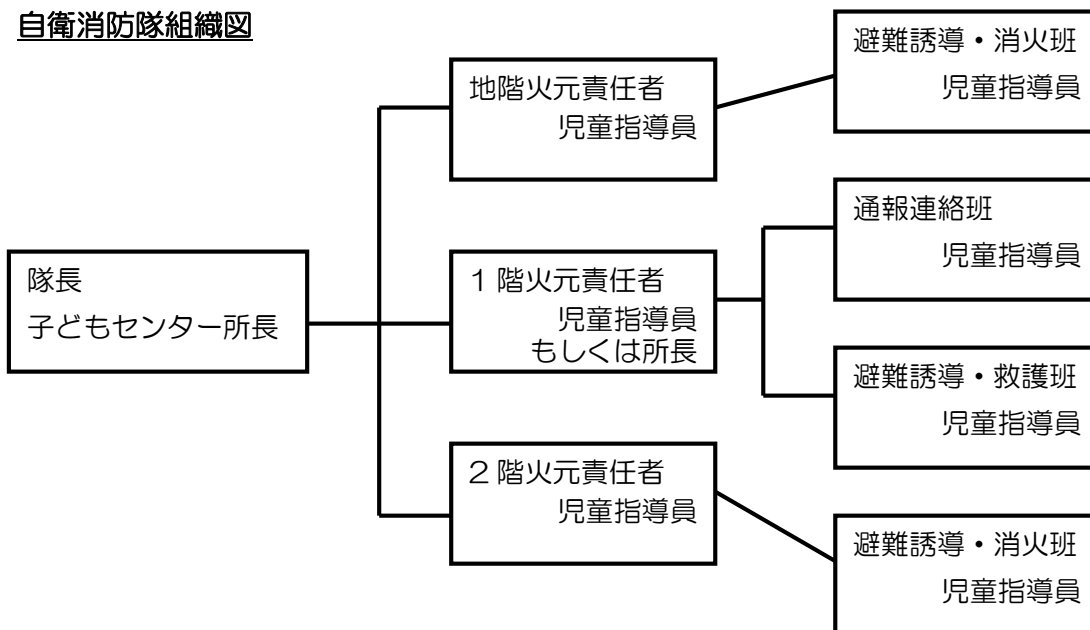 自衛消防隊組織図
隊長
子どもセンター所長
地階火元責任者
児童指導員
1階火元責任者
児童指導員
もしくは所長
2階火元責任者
児童指導員
避難誘導・消火班
児童指導員
通報連絡班
児童指導員
避難誘導・救護班
児童指導員
避難誘導・消火班
児童指導員